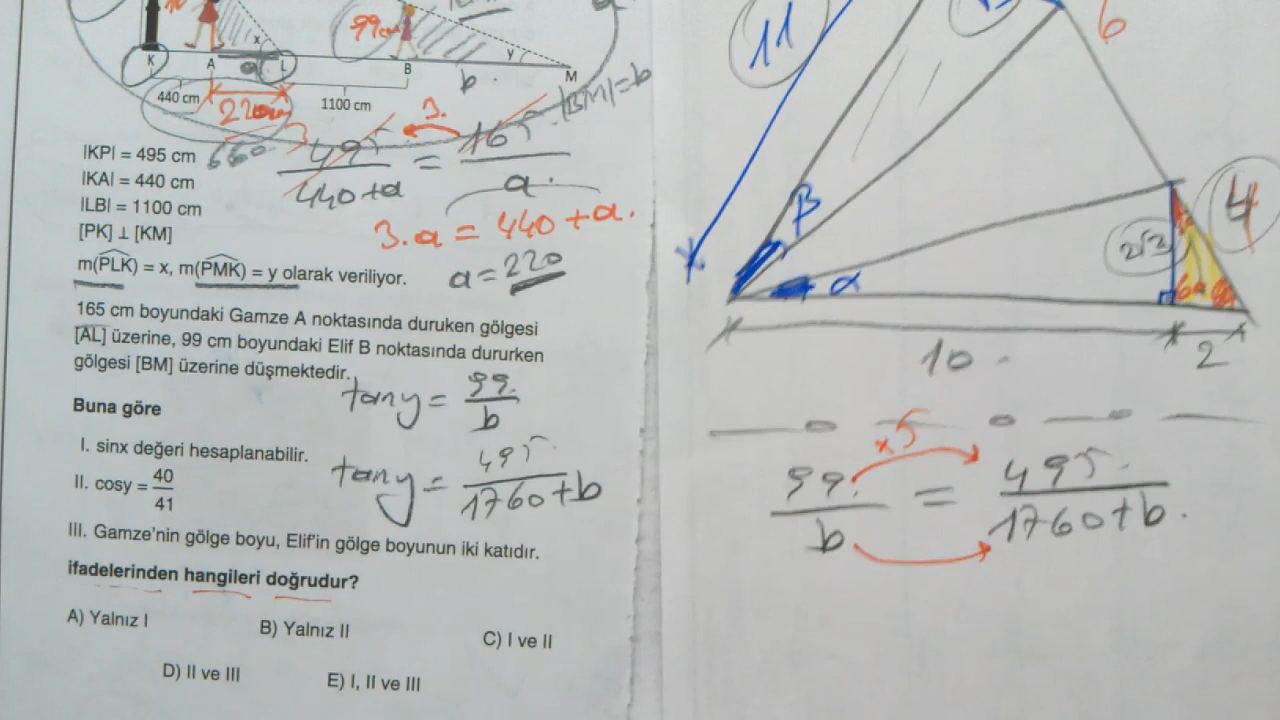 99cm
x
a
y
K
A
L
B
b
M
440 cm
220cm
1100 cm
|BM|=b
3.
|KP| = 495 cm
660
3
495 / 440+a = 165 / a
|KA| = 440 cm
|LB| = 1100 cm
3.a = 440+a.
[PK] ⊥ [KM]
m(PLK) = x, m(PMK) = y olarak veriliyor.
a = 220
165 cm boyundaki Gamze A noktasında duruken gölgesi
[AL] üzerine, 99 cm boyundaki Elif B noktasında dururken
gölgesi [BM] üzerine düşmektedir.
tany = 99 / b
Buna göre
I. sinx değeri hesaplanabilir.
tany = 495 / 1760+b
II. cosy = 40/41
III. Gamze'nin gölge boyu, Elif'in gölge boyunun iki katıdır.
ifadelerinden hangileri doğrudur?
A) Yalnız I
B) Yalnız II
C) I ve II
D) II ve III
E) I, II ve III
11
6
β
x
4
2√3
α
60
10
2
x5
99 / b = 495 / 1760+b.